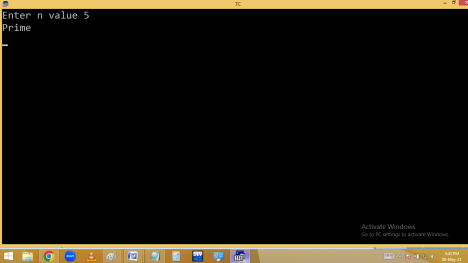 TC
Enter n value 5
Prime
Activate Windows
Go to PC settings to activate Windows.